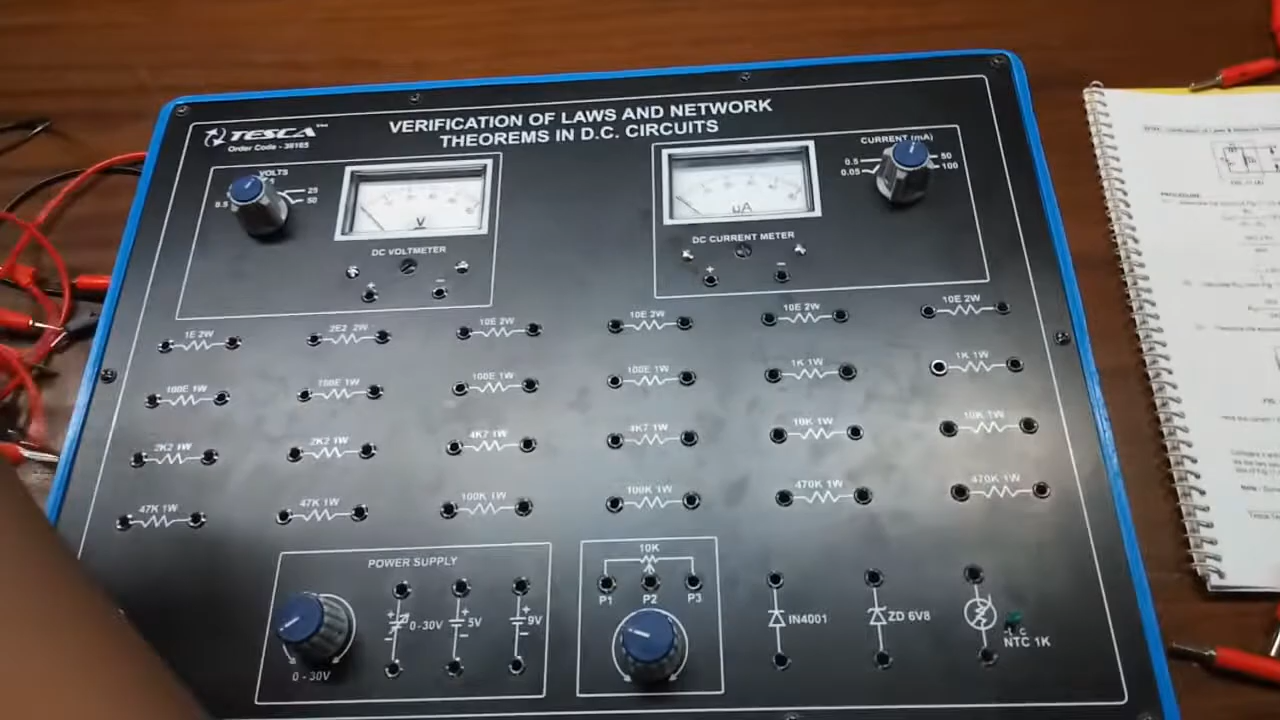 VERIFICATION OF LAWS AND NETWORK
THEOREMS IN D.C. CIRCUITS
TESCA
Order Code - 38165
VOLTS
0.5
25
50
V
DC VOLTMETER
+
-
CURRENT (mA)
0.5
0.05
50
100
uA
DC CURRENT METER
+
-
1E 2W
2E2 2W
10E 2W
10E 2W
10E 2W
10E 2W
100E 1W
100E 1W
100E 1W
100E 1W
1K 1W
1K 1W
2K2 1W
2K2 1W
4K7 1W
4K7 1W
10K 1W
10K 1W
47K 1W
47K 1W
100K 1W
100K 1W
470K 1W
470K 1W
POWER SUPPLY
0 - 30V
+
-
0-30V
+
-
5V
+
-
9V
10K
P1
P2
P3
IN4001
ZD 6V8
NTC 1K
PROCEDURE